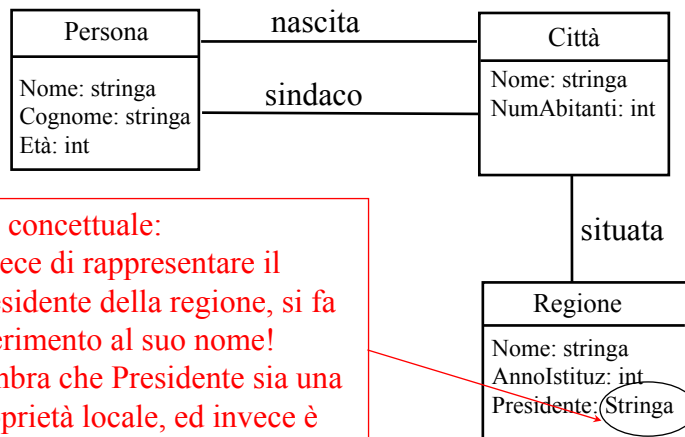 Persona
Nome: stringa
Cognome: stringa
Età: int
nascita
sindaco
Città
Nome: stringa
NumAbitanti: int
situata
Regione
Nome: stringa
AnnoIstituz: int
Presidente: Stringa
concettuale:
ece di rappresentare il
esidente della regione, si fa
erimento al suo nome!
mbra che Presidente sia una
oprietà locale, ed invece è